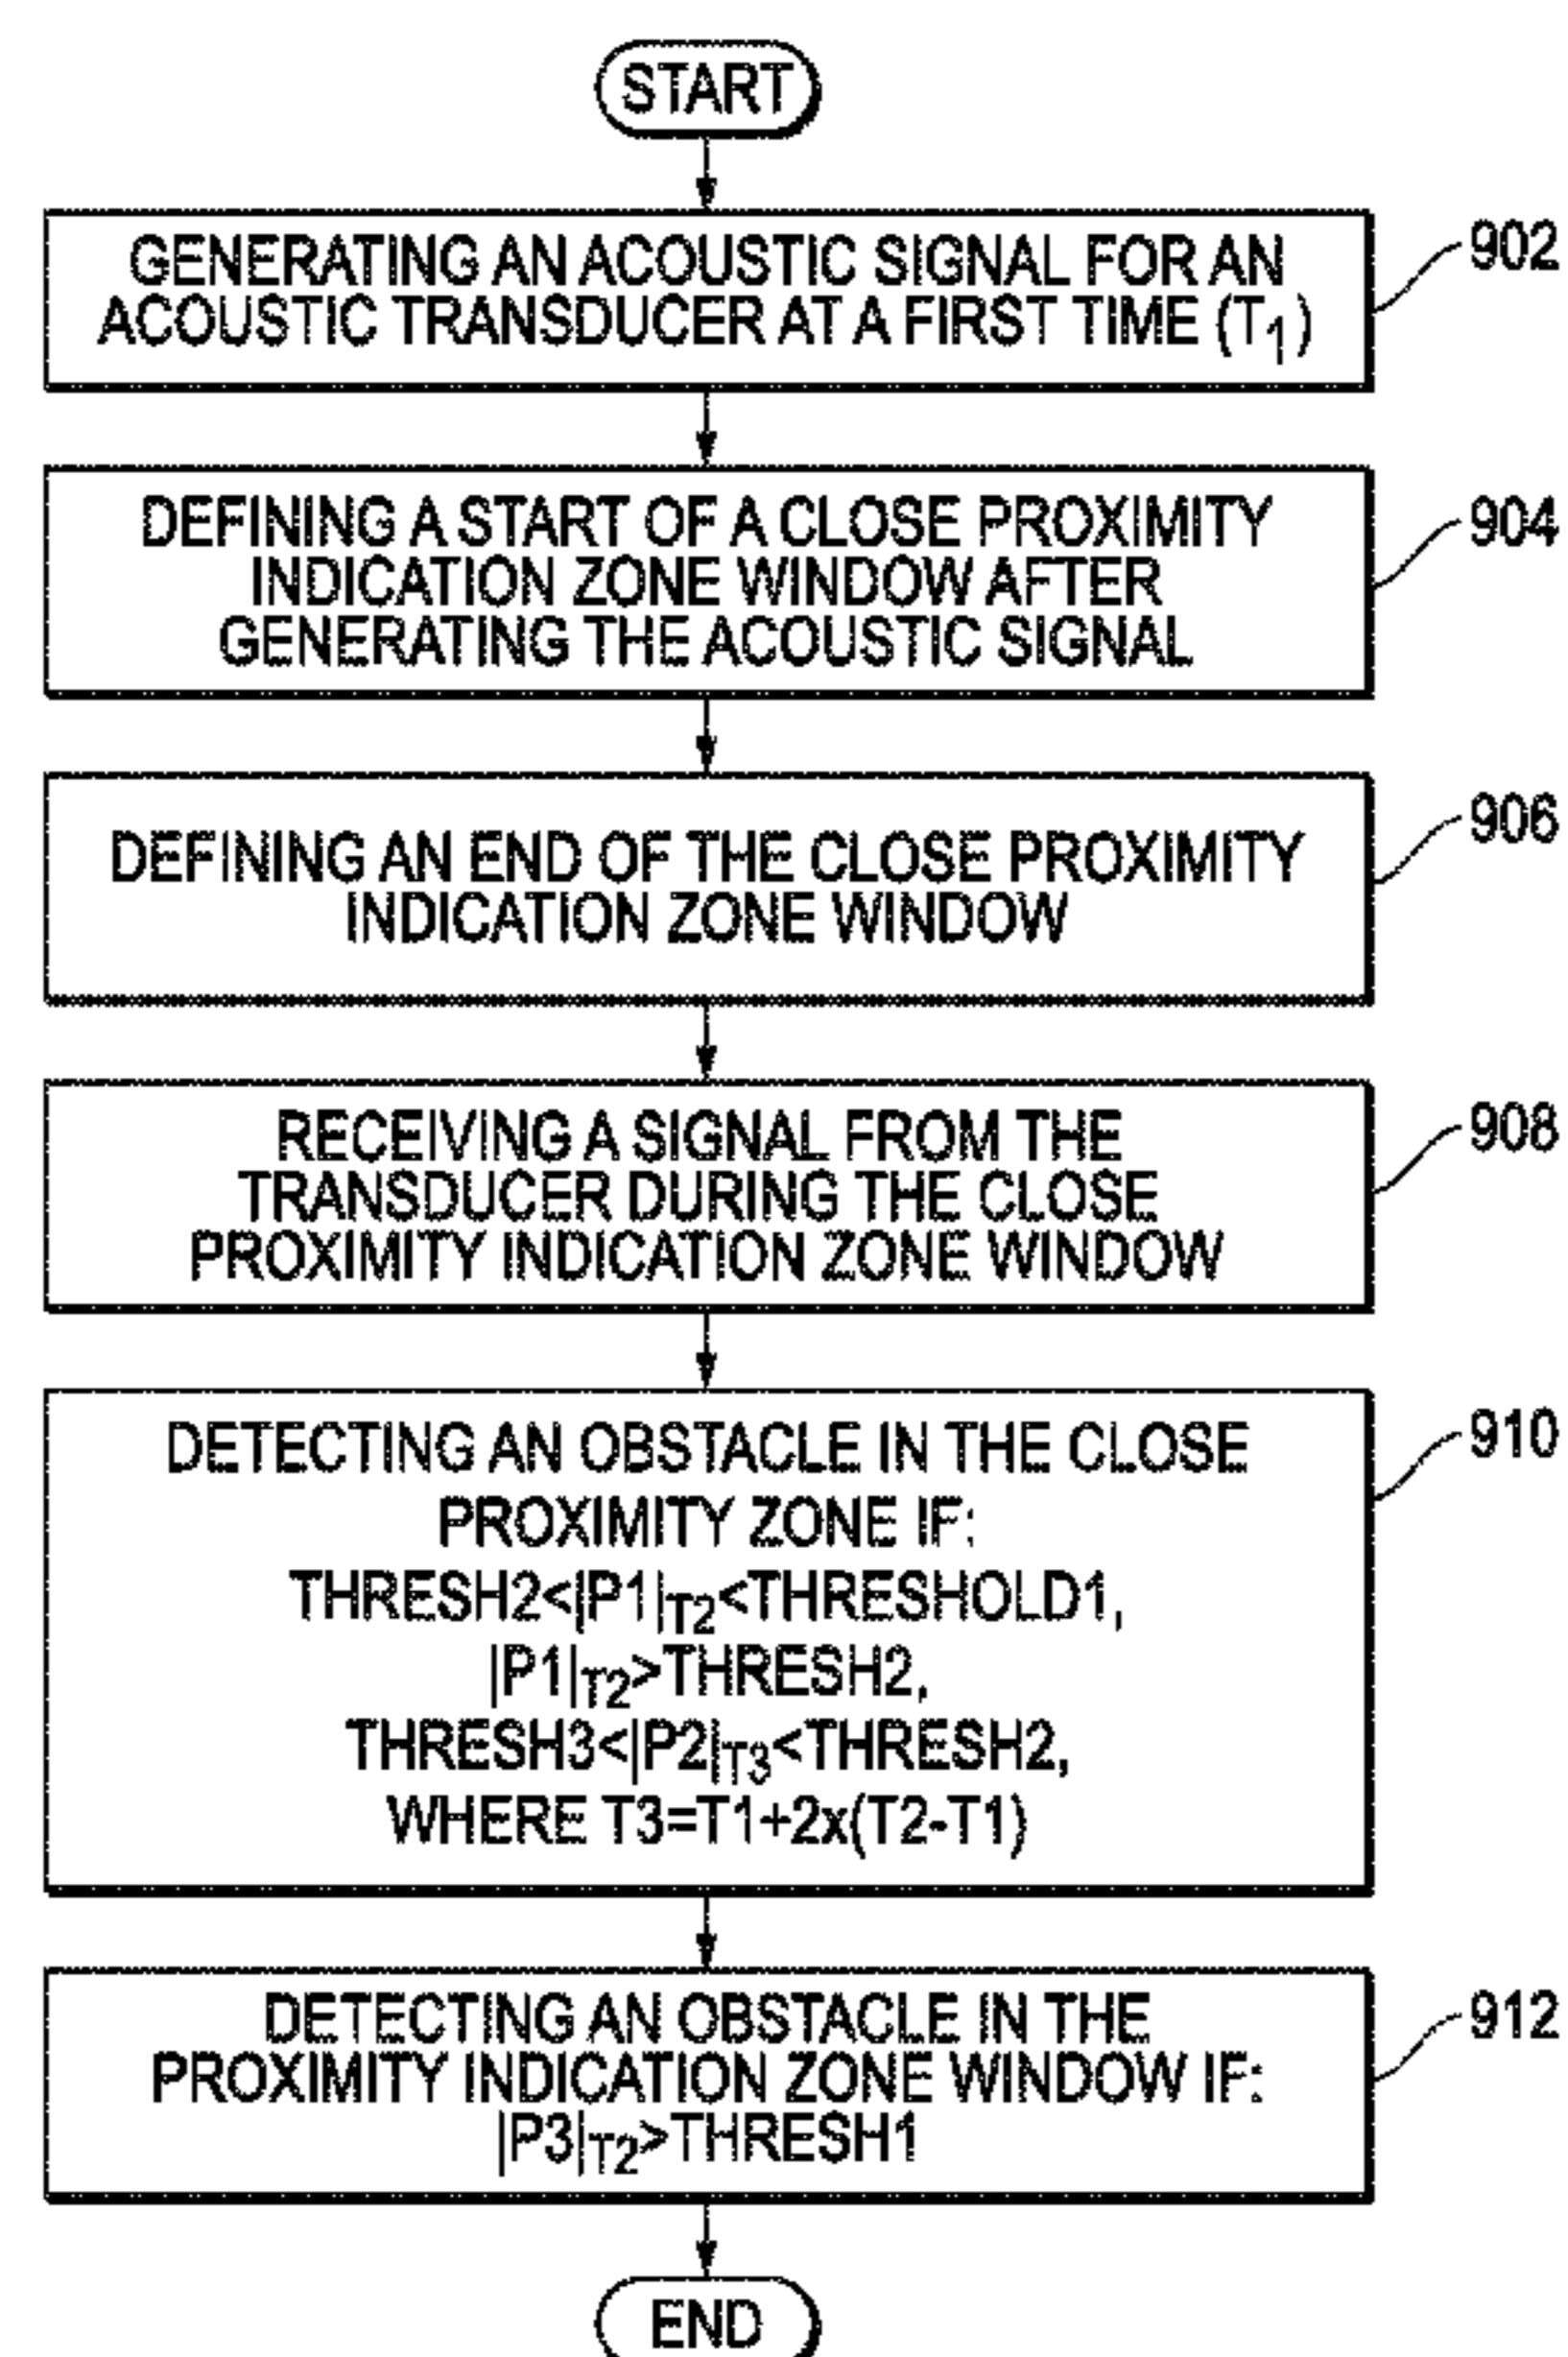 START
GENERATING AN ACOUSTIC SIGNAL FOR AN
ACOUSTIC TRANSDUCER AT A FIRST TIME (T1)
902
DEFINING A START OF A CLOSE PROXIMITY
INDICATION ZONE WINDOW AFTER
GENERATING THE ACOUSTIC SIGNAL
904
DEFINING AN END OF THE CLOSE PROXIMITY
INDICATION ZONE WINDOW
906
RECEIVING A SIGNAL FROM THE
TRANSDUCER DURING THE CLOSE
PROXIMITY INDICATION ZONE WINDOW
908
DETECTING AN OBSTACLE IN THE CLOSE
PROXIMITY ZONE IF:
THRESH2<|P1|T2<THRESHOLD1,
|P1|T2>THRESH2,
THRESH3<|P2|T3<THRESH2,
WHERE T3=T1+2x(T2-T1)
910
DETECTING AN OBSTACLE IN THE
PROXIMITY INDICATION ZONE WINDOW IF:
|P3|T2>THRESH1
912
END